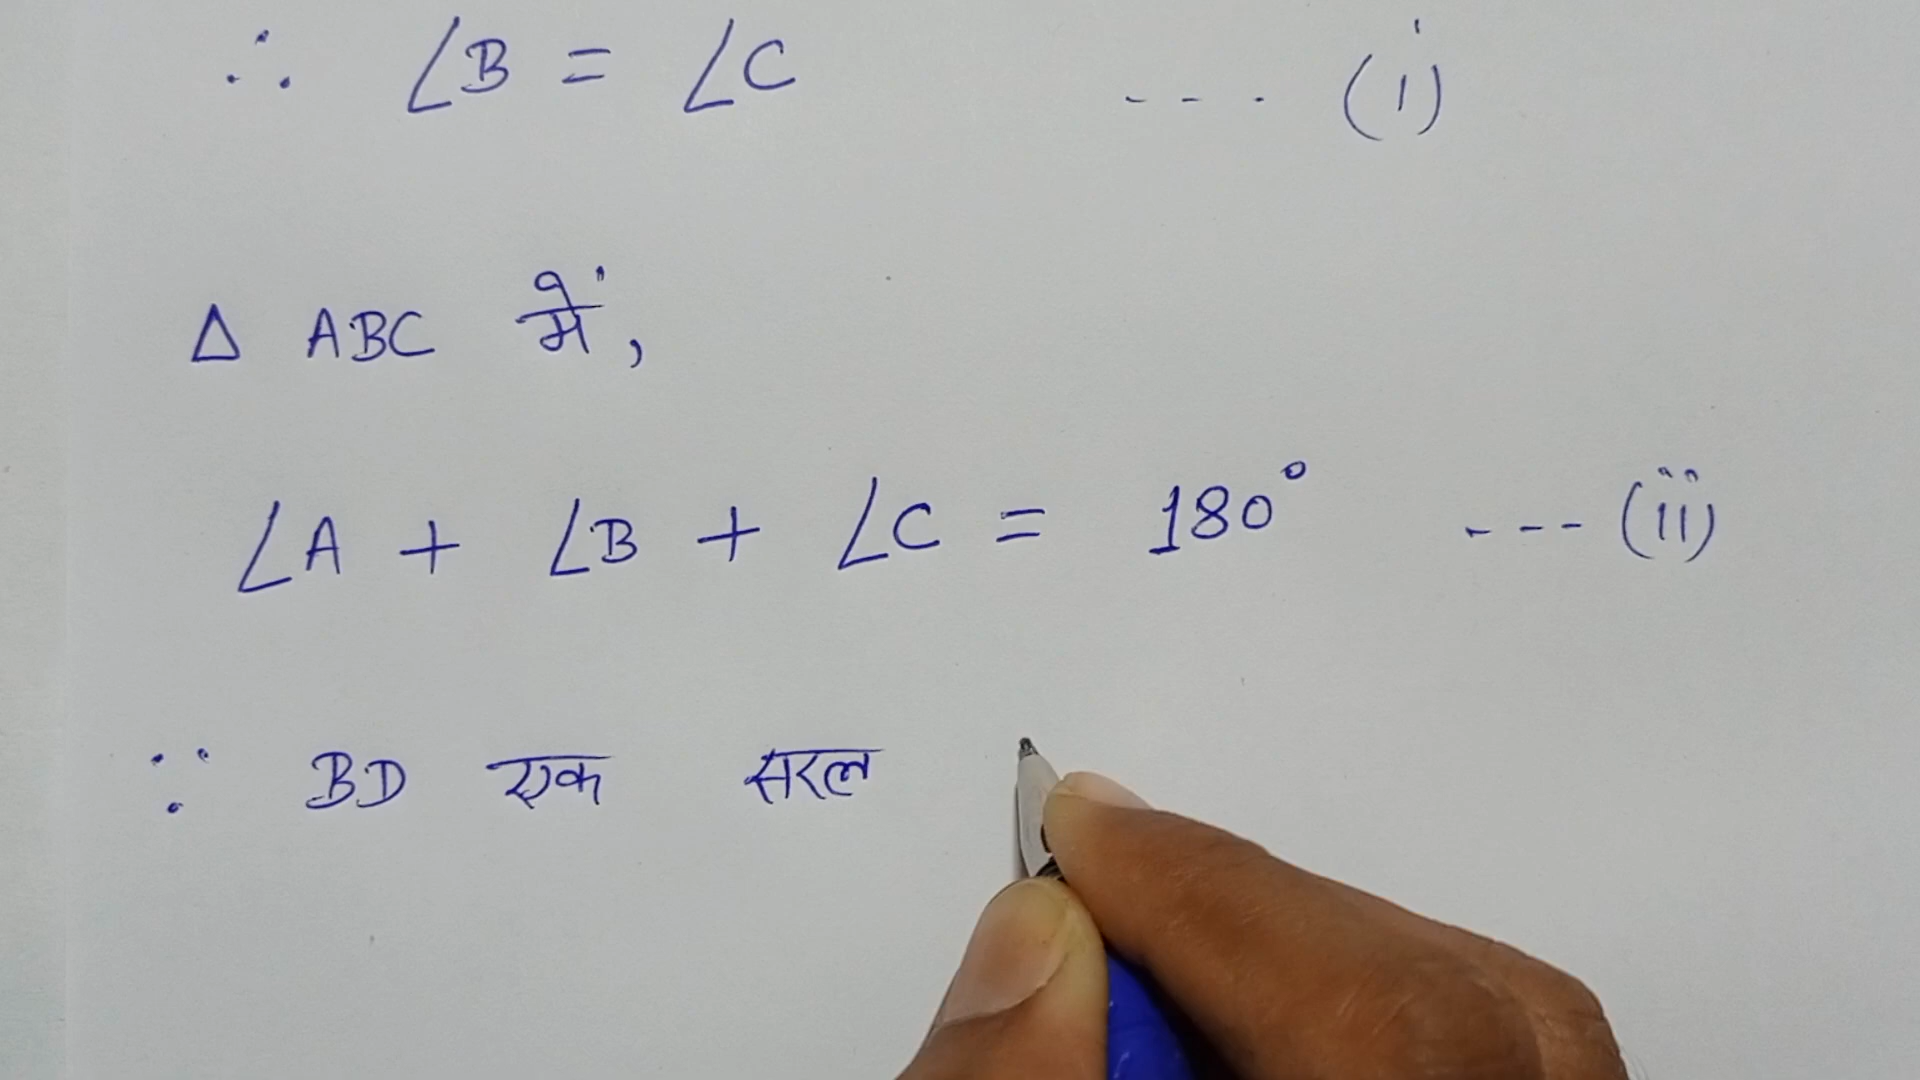 ∴ ∠B = ∠C --- (i)
Δ ABC में,
∠A + ∠B + ∠C = 180° --- (ii)
∵ BD एक सरल